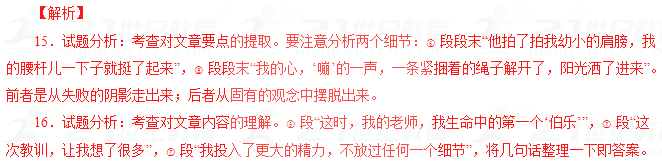 【解析】
15．试题分析：考查对文章要点的提取。要注意分析两个细节：⊙段段末“他拍了拍我幼小的肩膀，我
的腰杆儿一下子就挺了起来”，⊙段段末“我的心，‘嘣’的一声，一条紧捆着的绳子解开了，阳光洒了进来”。
前者是从失败的阴影走出来；后者从固有的观念中摆脱出来。
16．试题分析：考查对文章内容的理解。⊙段“这时，我的老师，我生命中的第一个‘伯乐’”，⊙段“这
次教训，让我想了很多”，⊙段“我投入了更大的精力，不放过任何一个细节”，将几句话整理一下即答案。